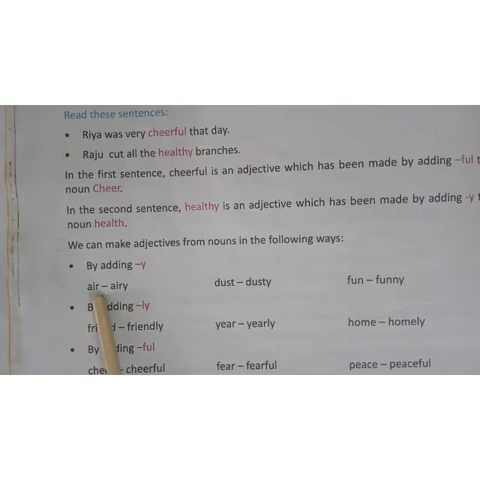 Read these sentences:
• Riya was very cheerful that day.
• Raju cut all the healthy branches.
In the first sentence, cheerful is an adjective which has been made by adding –ful
noun Cheer.
In the second sentence, healthy is an adjective which has been made by adding -y
noun health.
We can make adjectives from nouns in the following ways:
• By adding –y
air – airy dust – dusty fun – funny
• adding –ly
– friendly year – yearly home – homely
• By –ful
– cheerful fear – fearful peace – peaceful